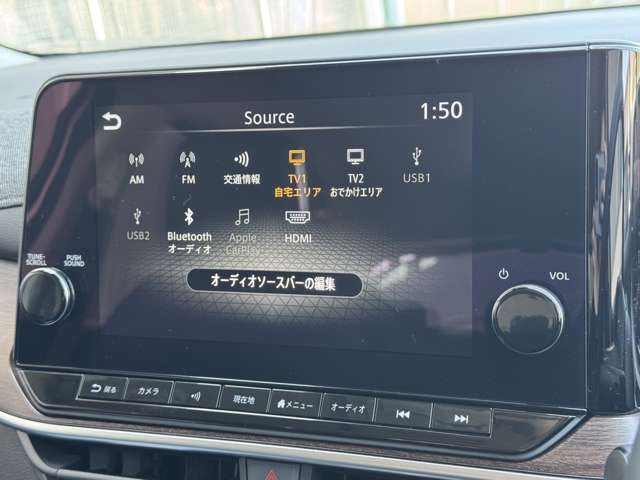 Source
1:50
AM
FM
交通情報
TV1
自宅エリア
TV2
おでかけエリア
USB1
USB2
Bluetooth
オーディオ
Apple
CarPlay
HDMI
オーディオソースバーの編集
TUNE·
SCROLL
PUSH
SOUND
VOL
戻る
カメラ
現在地
メニュー
オーディオ